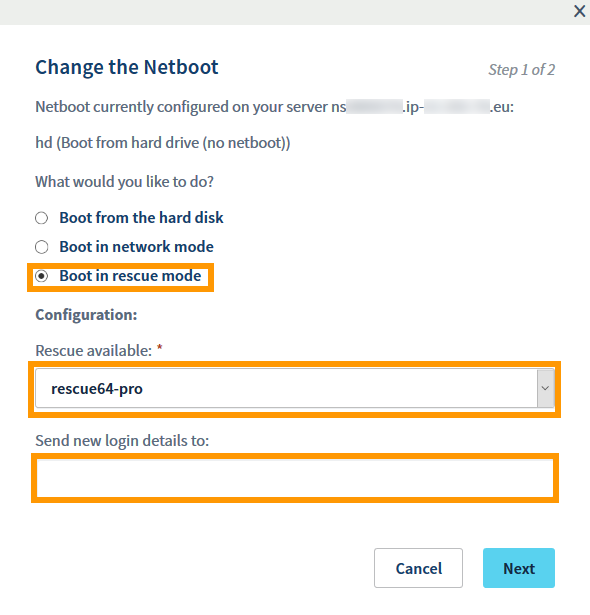 Change the Netboot
Step 1 of 2
Netboot currently configured on your server ns .ip- .eu:
hd (Boot from hard drive (no netboot))
What would you like to do?
Boot from the hard disk
Boot in network mode
Boot in rescue mode
Configuration:
Rescue available: *
rescue64-pro
Send new login details to:
Cancel
Next